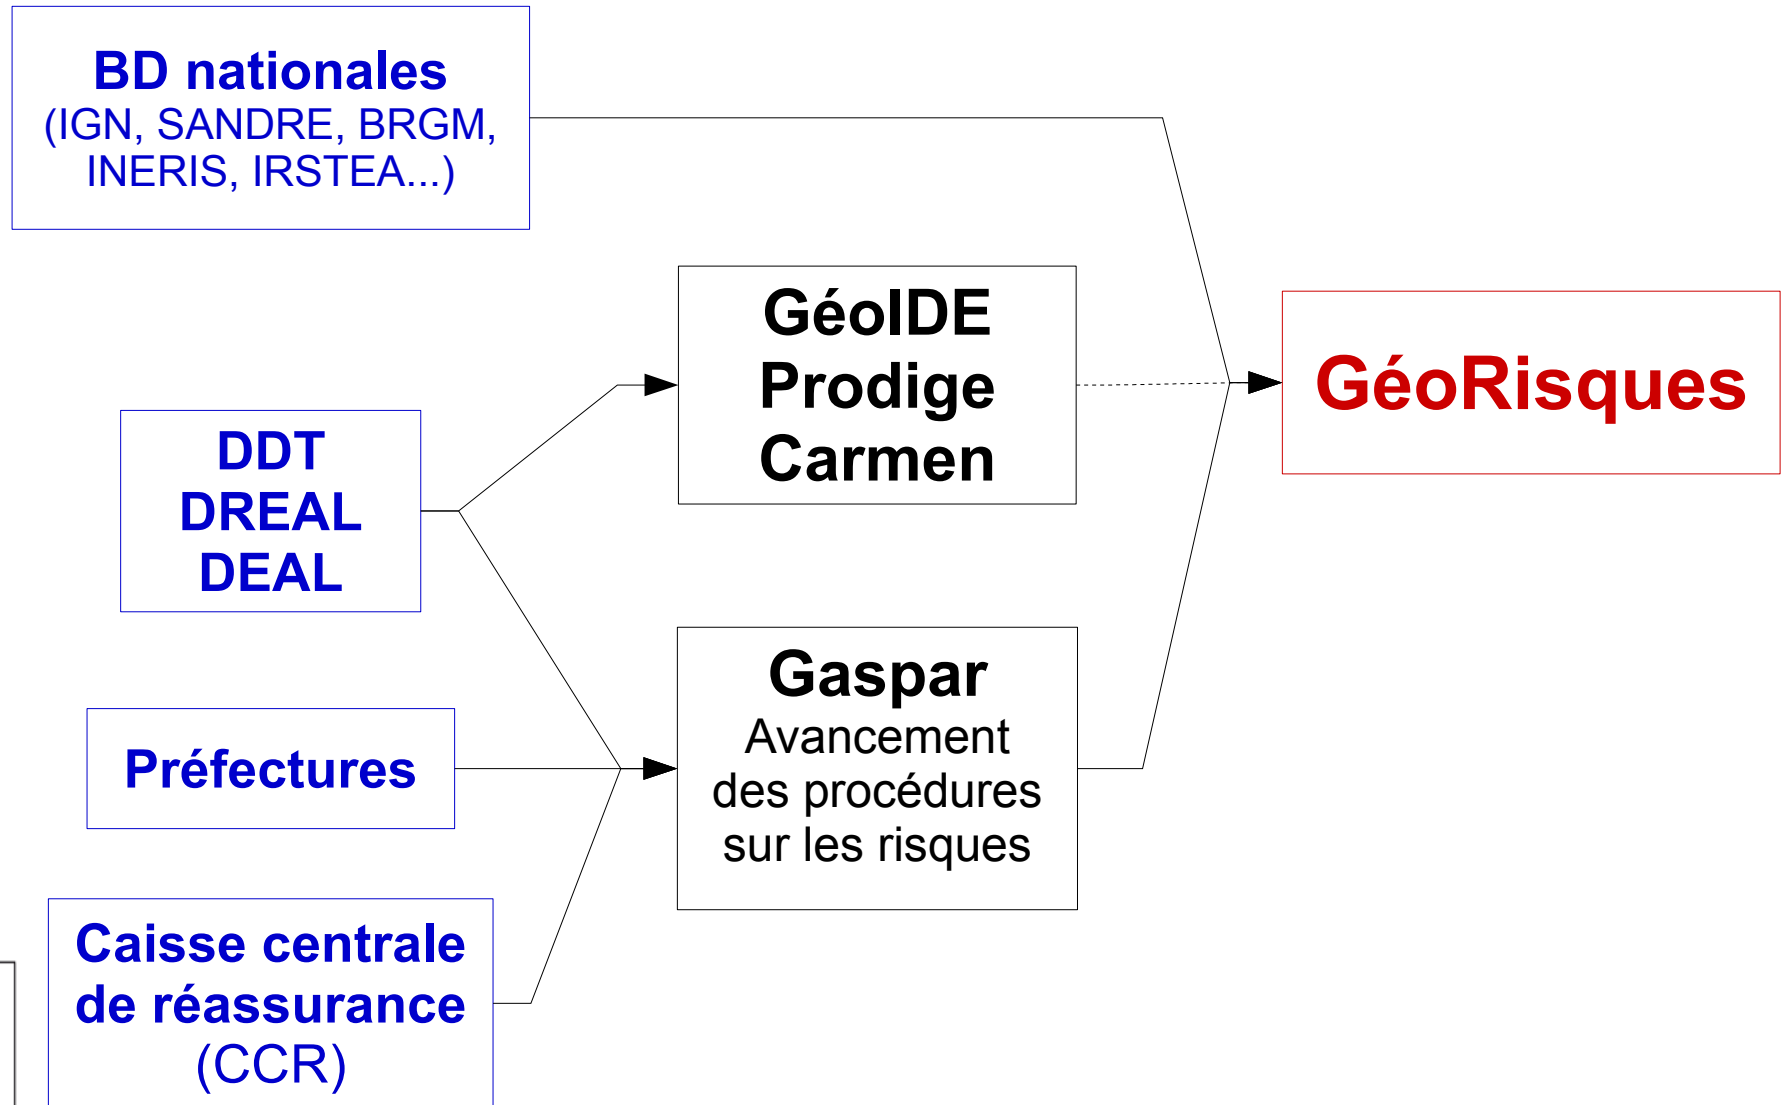 BD nationales
(IGN, SANDRE, BRGM,
INERIS, IRSTEA...)
GéoIDE
Prodige
Carmen
GéoRisques
DDT
DREAL
DEAL
Gaspar
Avancement
des procédures
sur les risques
Préfectures
Caisse centrale
de réassurance
(CCR)